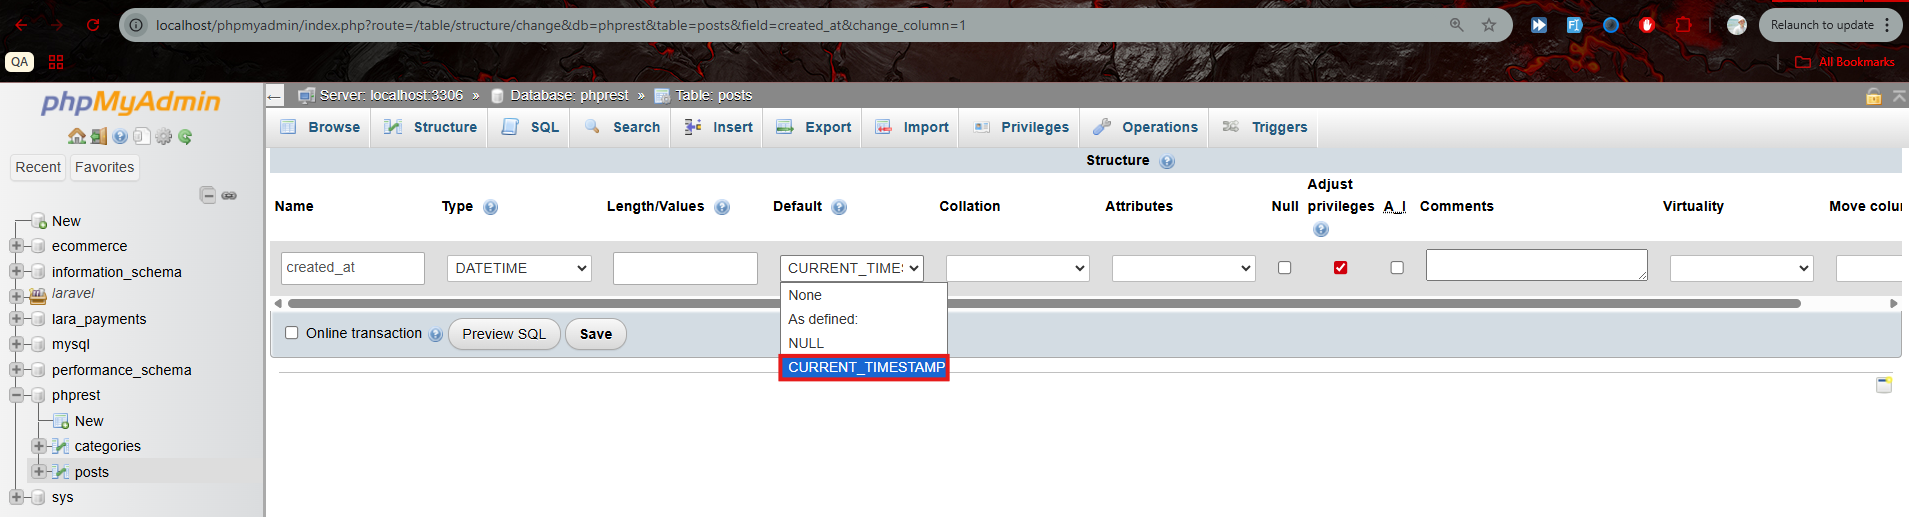 localhost/phpmyadmin/index.php?route=/table/structure/change&db=phprest&table=posts&field=created_at&change_column=1
Relaunch to update
QA
All Bookmarks
phpMyAdmin
Recent
Favorites
New
ecommerce
information_schema
laravel
lara_payments
mysql
performance_schema
phprest
New
categories
posts
sys
Server: localhost:3306 » Database: phprest » Table: posts
Browse
Structure
SQL
Search
Insert
Export
Import
Privileges
Operations
Triggers
Structure
Name
Type
Length/Values
Default
Collation
Attributes
Null
Adjust privileges
A_I
Comments
Virtuality
Move colu
created_at
DATETIME
CURRENT_TIMES
None
As defined:
NULL
CURRENT_TIMESTAMP
Online transaction
Preview SQL
Save